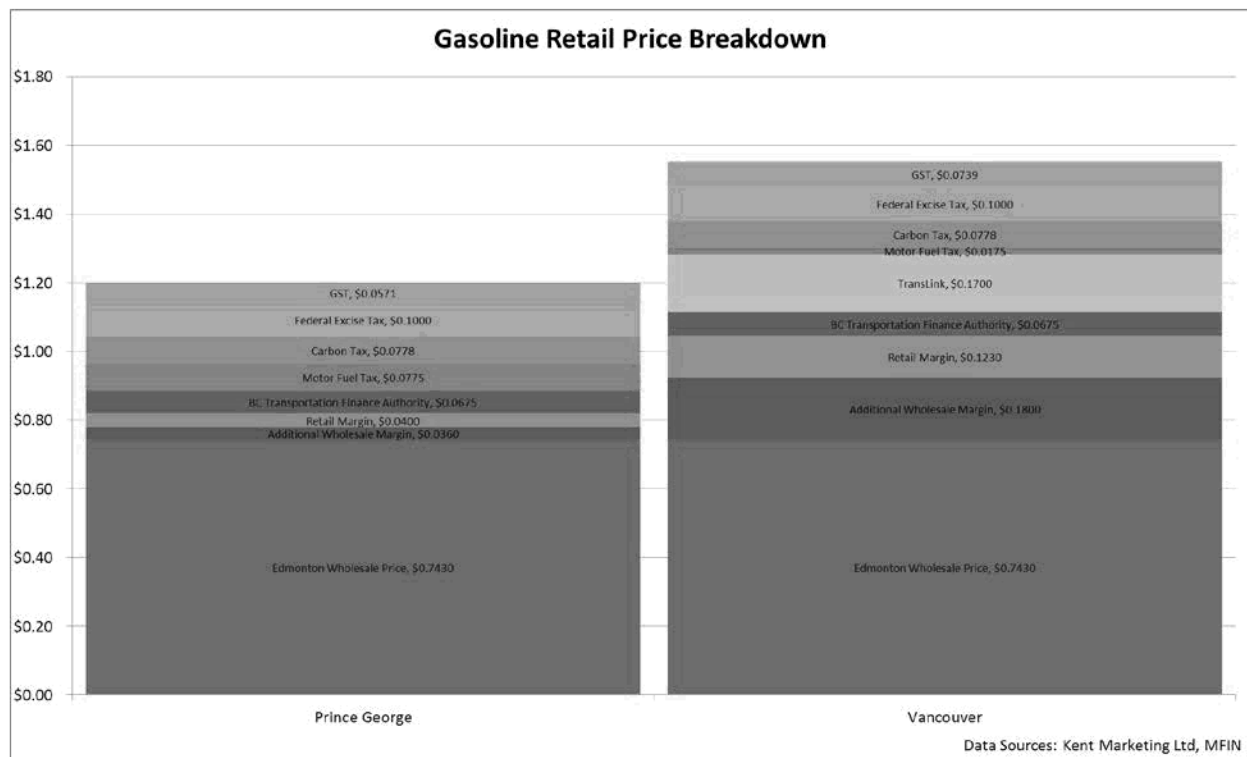 Gasoline Retail Price Breakdown
$1.80
$1.60
$1.40
$1.20
$1.00
$0.80
$0.60
$0.40
$0.20
$0.00
GST, $0.0571
Federal Excise Tax, $0.1000
Carbon Tax, $0.0778
Motor Fuel Tax, $0.0775
BC Transportation Finance Authority, $0.0675
Retail Margin, $0.0400
Additional Wholesale Margin, $0.0360
Edmonton Wholesale Price, $0.7430
Prince George
GST, $0.0739
Federal Excise Tax, $0.1000
Carbon Tax, $0.0778
Motor Fuel Tax, $0.0175
TransLink, $0.1700
BC Transportation Finance Authority, $0.0675
Retail Margin, $0.1230
Additional Wholesale Margin, $0.1800
Edmonton Wholesale Price, $0.7430
Vancouver
Data Sources: Kent Marketing Ltd, MFIN